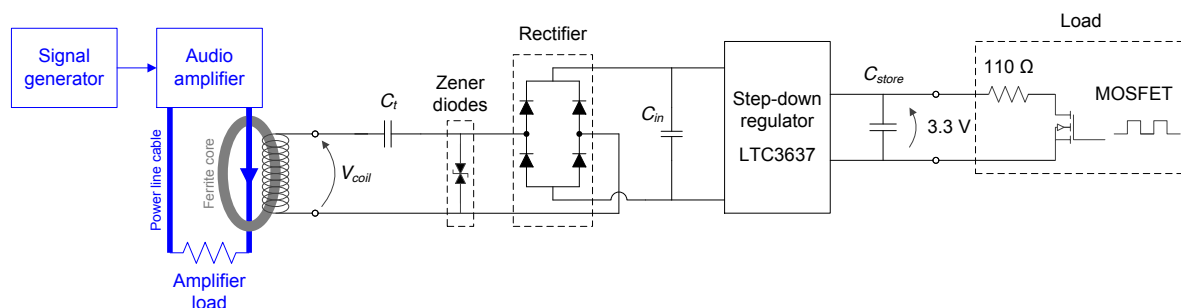 Signal
generator
Audio
amplifier
Power line cable
Ferrite core
Amplifier
load
V_coil
C_t
Zener
diodes
Rectifier
C_in
Step-down
regulator
LTC3637
C_store
3.3 V
Load
110 Ω
MOSFET